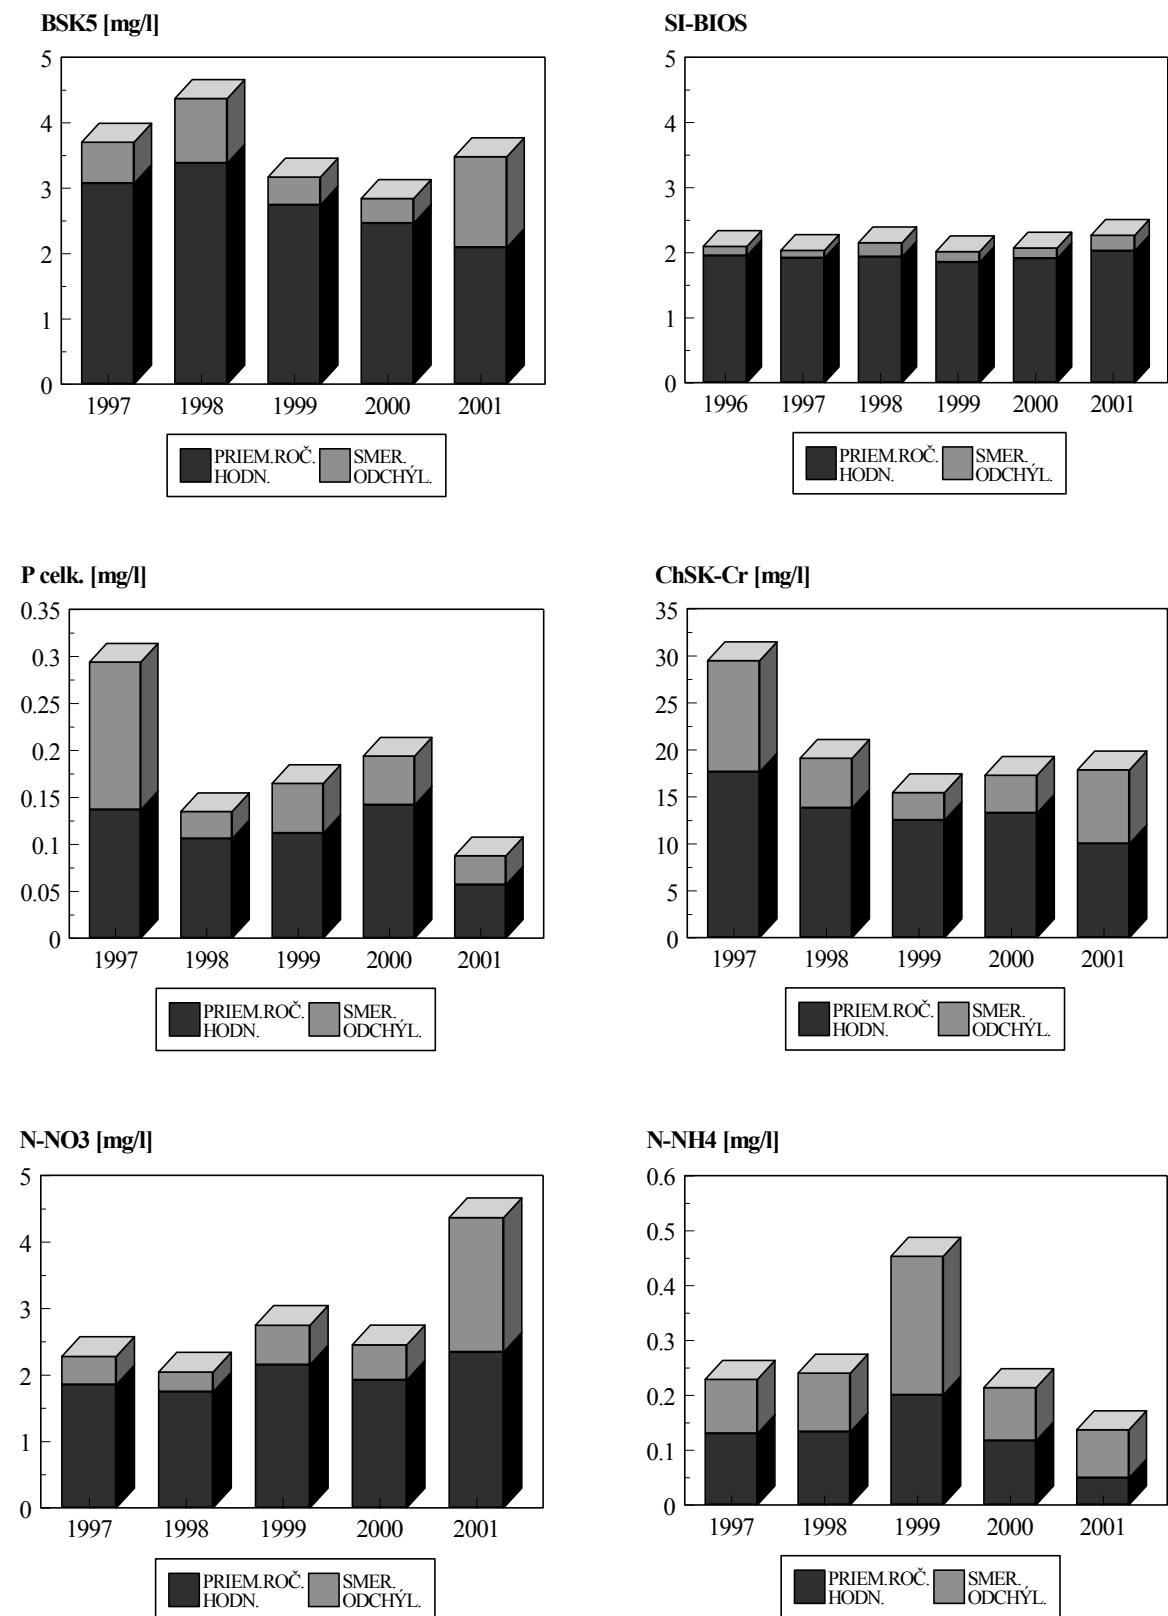 BSK5 [mg/l]
5
4
3
2
1
0
1997 1998 1999 2000 2001
PRIEM.ROČ. SMER.
HODN. ODCHÝL.
SI-BIOS
5
4
3
2
1
0
1996 1997 1998 1999 2000 2001
PRIEM.ROČ. SMER.
HODN. ODCHÝL.
P celk. [mg/l]
0.35
0.3
0.25
0.2
0.15
0.1
0.05
0
1997 1998 1999 2000 2001
PRIEM.ROČ. SMER.
HODN. ODCHÝL.
ChSK-Cr [mg/l]
35
30
25
20
15
10
5
0
1997 1998 1999 2000 2001
PRIEM.ROČ. SMER.
HODN. ODCHÝL.
N-NO3 [mg/l]
5
4
3
2
1
0
1997 1998 1999 2000 2001
PRIEM.ROČ. SMER.
HODN. ODCHÝL.
N-NH4 [mg/l]
0.6
0.5
0.4
0.3
0.2
0.1
0
1997 1998 1999 2000 2001
PRIEM.ROČ. SMER.
HODN. ODCHÝL.